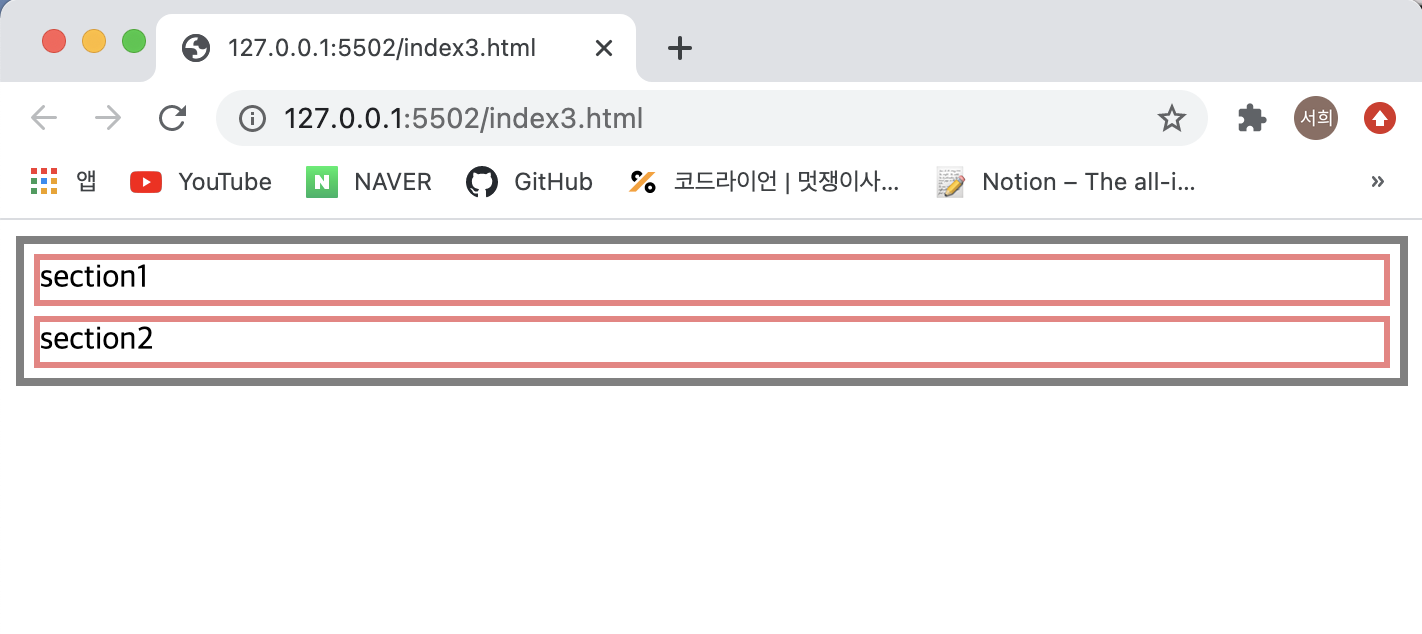 127.0.0.1:5502/index3.html
127.0.0.1:5502/index3.html
서희
앱 YouTube N NAVER GitHub 코드라이언 | 멋쟁이사... Notion – The all-i... »
section1
section2